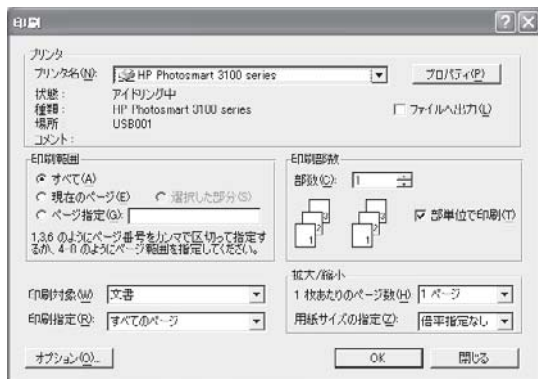 印刷
プリンタ
プリンタ名(N): HP Photosmart 3100 series プロパティ(P)
状態: アイドリング中
種類: HP Photosmart 3100 series ファイルへ出力(L)
場所 USB001
コメント:
印刷範囲
すべて(A)
現在のページ(E) 選択した部分(S)
ページ指定(G):
1,3,6 のようにページ番号をカンマで区切って指定す
るか、4-8 のようにページ範囲を指定してください。
印刷部数
部数(C): 1
1 2 3
1 2 3
部単位で印刷(T)
印刷対象(W) 文書
印刷指定(R): すべてのページ
拡大/縮小
1 枚あたりのページ数(H) 1 ページ
用紙サイズの指定(Z): 倍率指定なし
オプション(O)... OK 閉じる